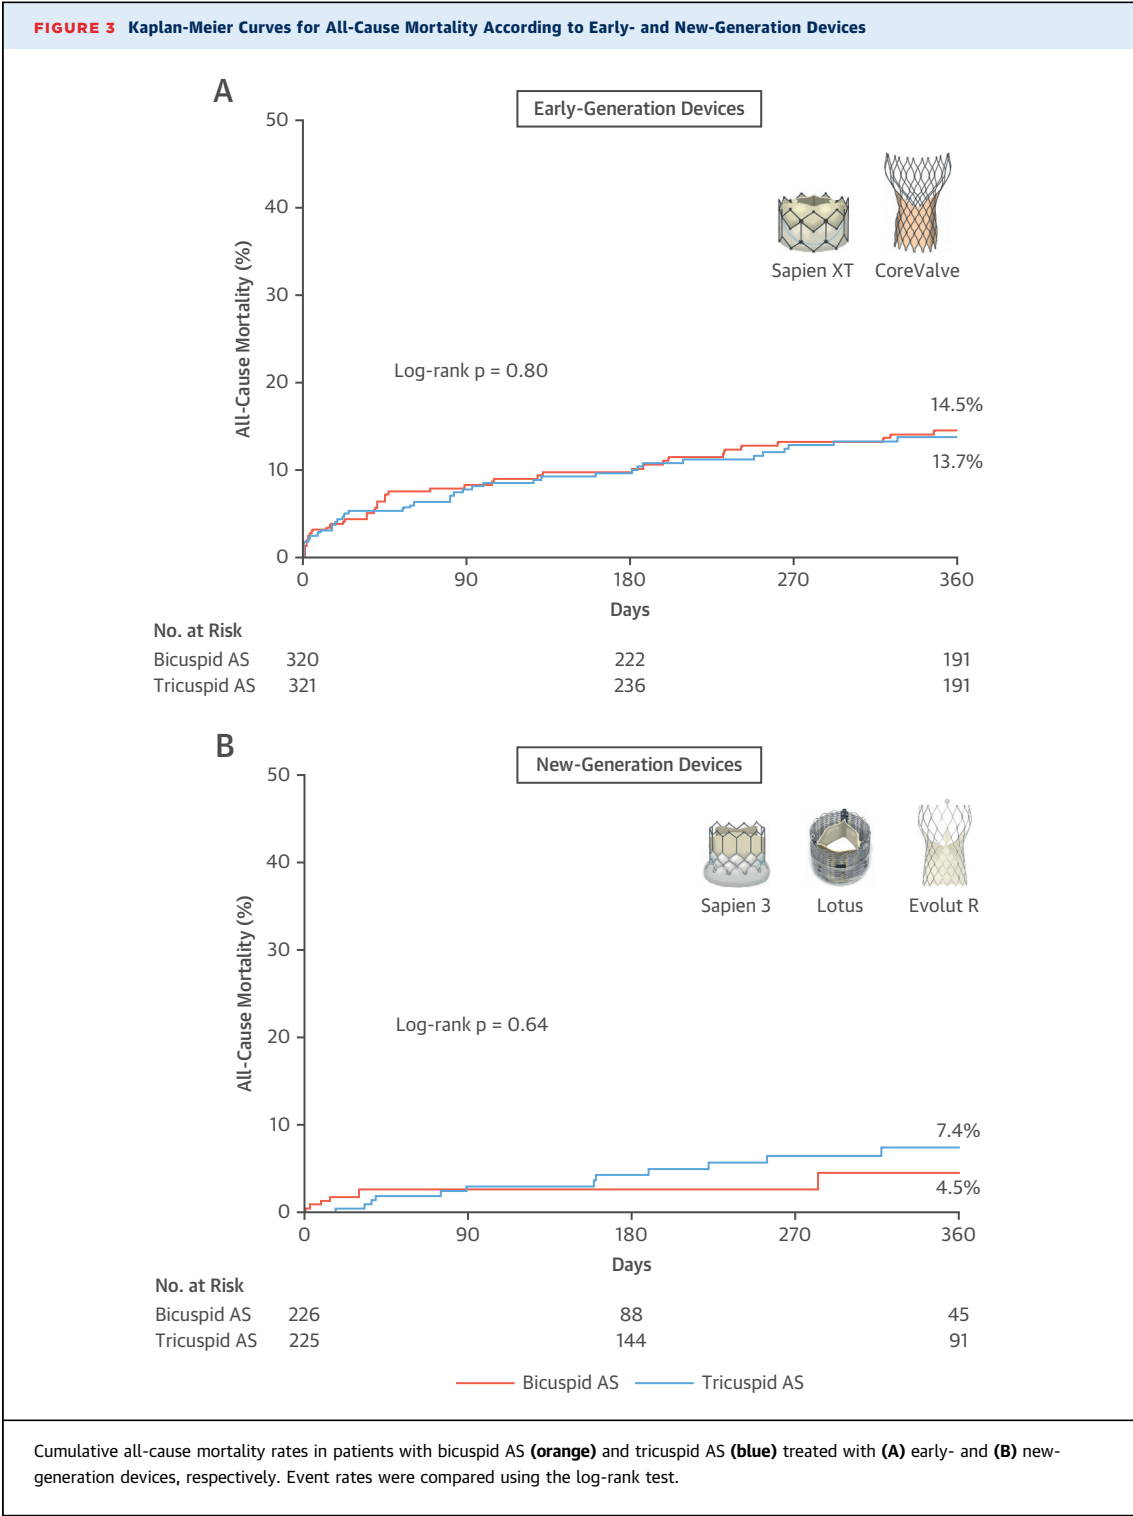 FIGURE 3 Kaplan-Meier Curves for All-Cause Mortality According to Early- and New-Generation Devices
A
Early-Generation Devices
50
40
30
20
10
0
All-Cause Mortality (%)
Sapien XT CoreValve
Log-rank p = 0.80
14.5%
13.7%
0 90 180 270 360
Days
No. at Risk
Bicuspid AS 320 222 191
Tricuspid AS 321 236 191
B
New-Generation Devices
50
40
30
20
10
0
All-Cause Mortality (%)
Sapien 3 Lotus Evolut R
Log-rank p = 0.64
7.4%
4.5%
0 90 180 270 360
Days
No. at Risk
Bicuspid AS 226 88 45
Tricuspid AS 225 144 91
Bicuspid AS Tricuspid AS
Cumulative all-cause mortality rates in patients with bicuspid AS (orange) and tricuspid AS (blue) treated with (A) early- and (B) new-
generation devices, respectively. Event rates were compared using the log-rank test.